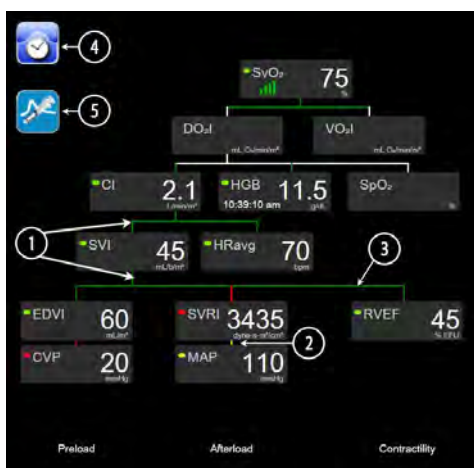 4
SvO₂ 75
%
5
DO₂I
mL O₂/min/m²
VO₂I
mL O₂/min/m²
CI 2.1
L/min/m²
HGB 11.5
10:39:10 am g/dL
SpO₂
%
1
SVI 45
mL/b/m²
HRavg 70
bpm
3
EDVI 60
mL/m²
SVRI 3435
dyne-s-m²/cm⁵
RVEF 45
% EFU
2
CVP 20
mmHg
MAP 110
mmHg
Preload Afterload Contractility